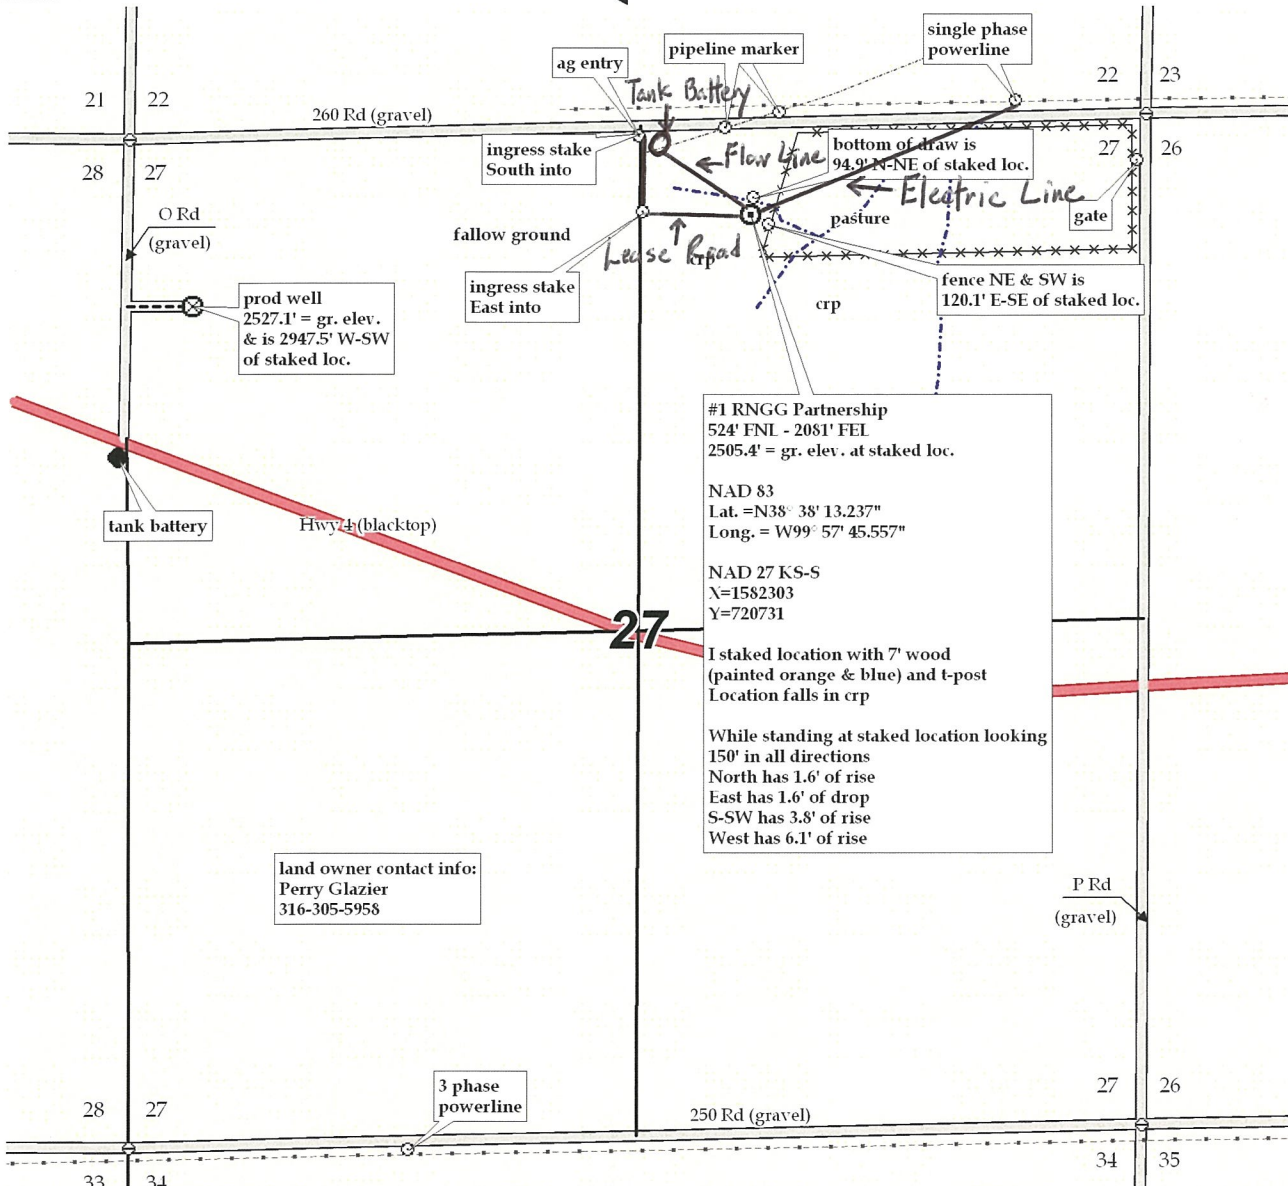 single phase
powerline
pipeline marker
ag entry
22
23
21
22
Tank Battery
260 Rd (gravel)
ingress stake
South into
Flow Line
bottom of draw is
94.9' N-NE of staked loc.
27
26
28
27
Electric Line
O Rd
(gravel)
pasture
gate
fallow ground
Lease Road
crp
ingress stake
East into
fence NE & SW is
120.1' E-SE of staked loc.
crp
prod well
2527.1' = gr. elev.
& is 2947.5' W-SW
of staked loc.
#1 RNGG Partnership
524' FNL - 2081' FEL
2505.4' = gr. elev. at staked loc.
NAD 83
Lat. =N38° 38' 13.237"
Long. = W99° 57' 45.557"
NAD 27 KS-S
X=1582303
Y=720731
I staked location with 7' wood
(painted orange & blue) and t-post
Location falls in crp
While standing at staked location looking
150' in all directions
North has 1.6' of rise
East has 1.6' of drop
S-SW has 3.8' of rise
West has 6.1' of rise
tank battery
Hwy 4 (blacktop)
27
land owner contact info:
Perry Glazier
316-305-5958
P Rd
(gravel)
3 phase
powerline
250 Rd (gravel)
28
27
27
26
33
34
34
35